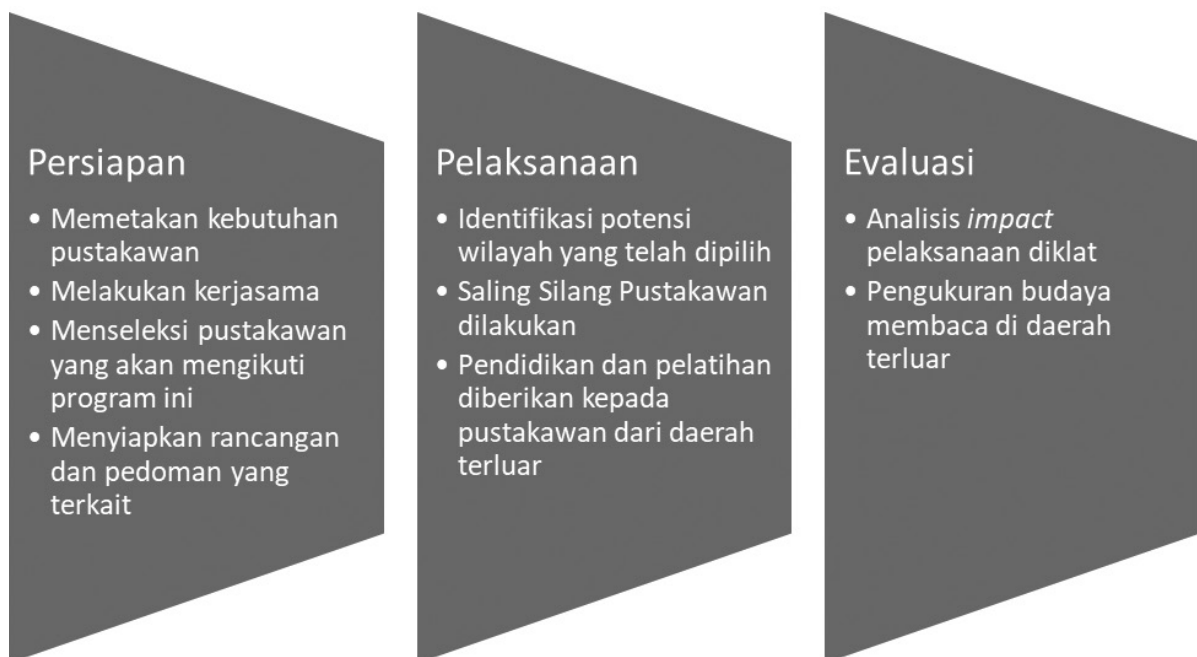 Persiapan
• Memetakan kebutuhan
pustakawan
• Melakukan kerjasama
• Menseleksi pustakawan
yang akan mengikuti
program ini
• Menyiapkan rancangan
dan pedoman yang
terkait
Pelaksanaan
• Identifikasi potensi
wilayah yang telah dipilih
• Saling Silang Pustakawan
dilakukan
• Pendidikan dan pelatihan
diberikan kepada
pustakawan dari daerah
terluar
Evaluasi
• Analisis impact
pelaksanaan diklat
• Pengukuran budaya
membaca di daerah
terluar